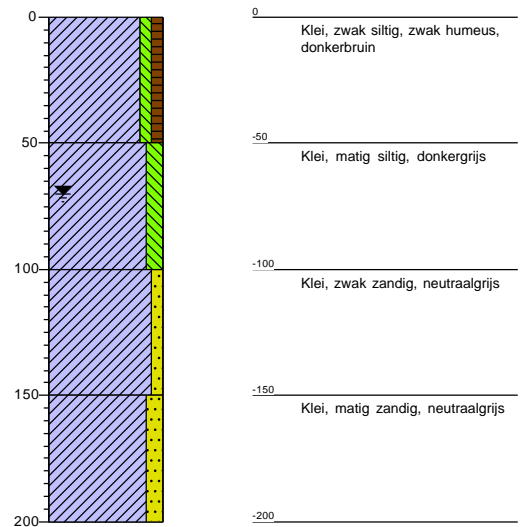 0
50
100
150
200
0
Klei, zwak siltig, zwak humeus,
donkerbruin
-50
Klei, matig siltig, donkergrijs
-100
Klei, zwak zandig, neutraalgrijs
-150
Klei, matig zandig, neutraalgrijs
-200